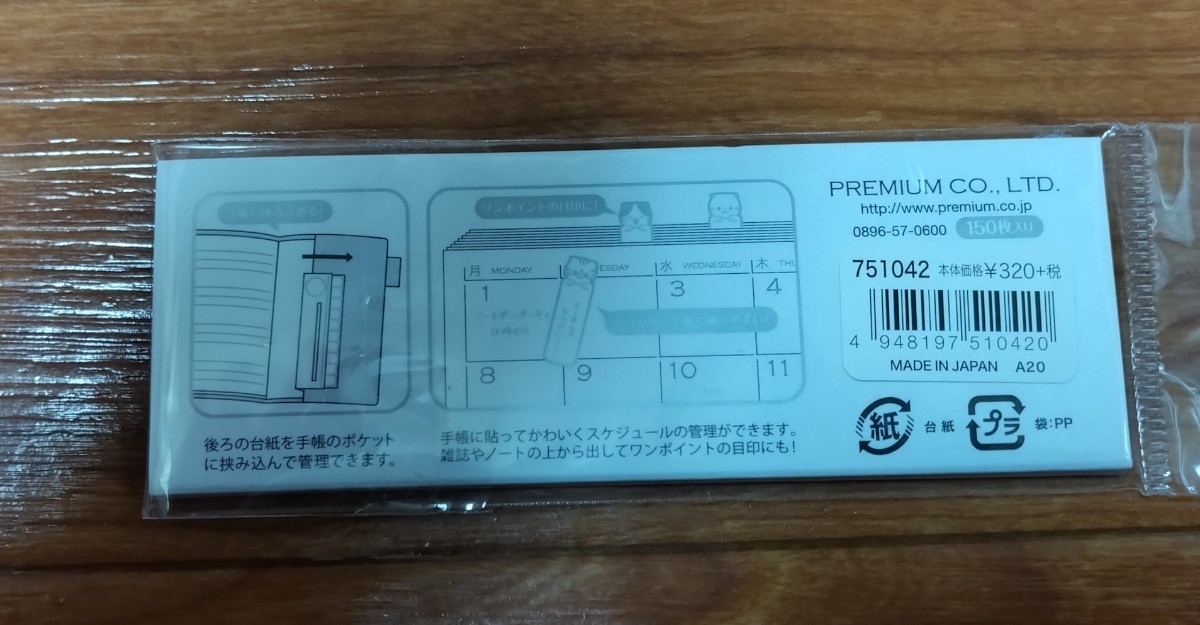 ワンポイントの目印に!
月 MONDAY
ESDAY
水 WEDNESDAY
木 THU
1
3
4
8
9
10
11
後ろの台紙を手帳のポケット
に挟み込んで管理できます。
手帳に貼ってかわいくスケジュールの管理ができます。
雑誌やノートの上から出してワンポイントの目印にも!
PREMIUM CO., LTD.
http://www.premium.co.jp
0896-57-0600 150枚入り
751042 本体価格¥320+税
4 948197 510420
MADE IN JAPAN A20
紙 台紙 プラ 袋:PP